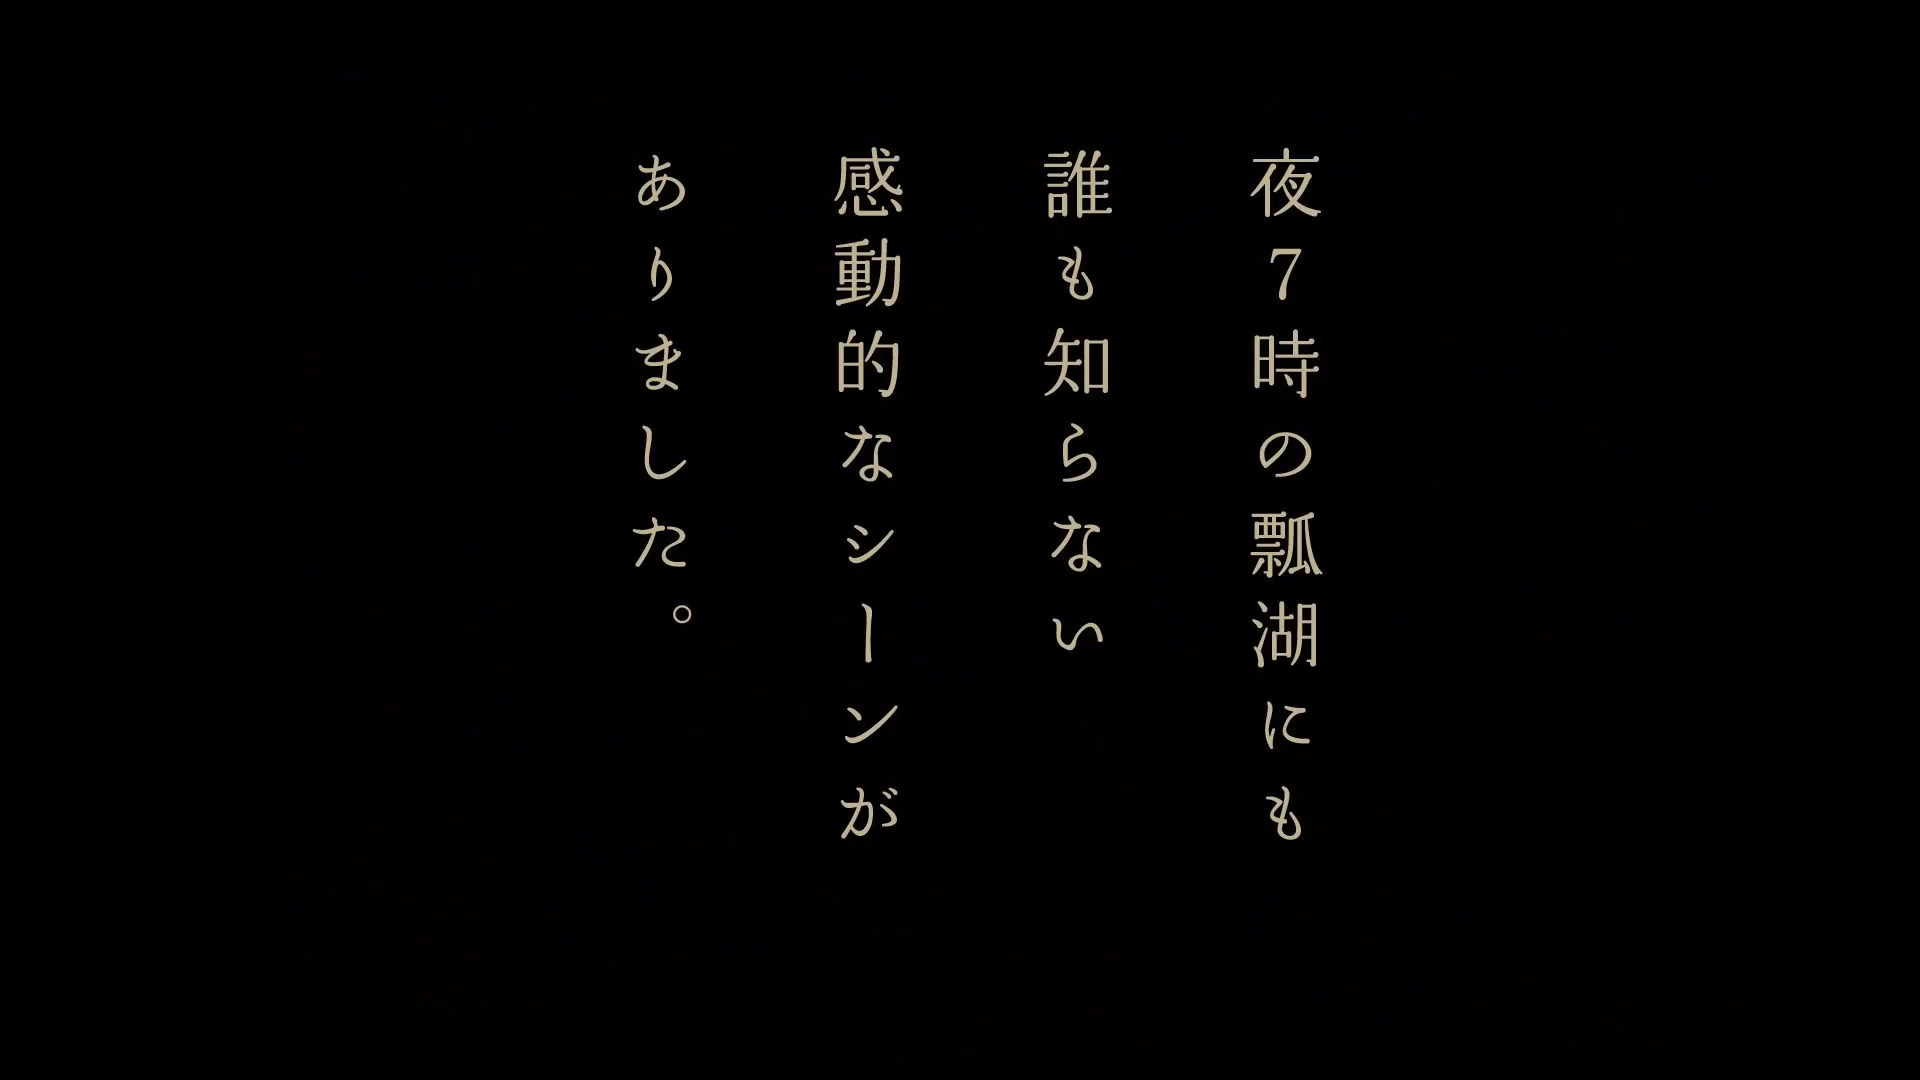 夜7時の瓢湖にも
誰も知らない
感動的なシーンが
ありました。